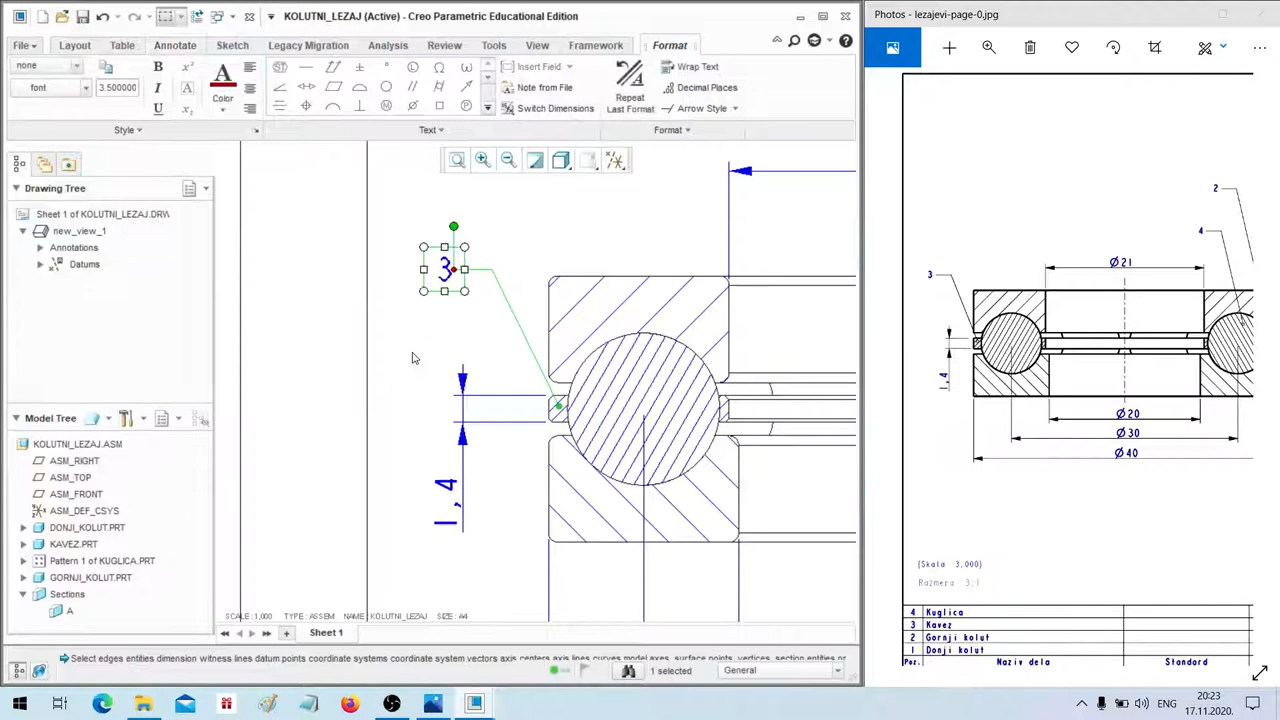 KOLUTNI_LEZAJ (Active) - Creo Parametric Educational Edition
File
Layout
Table
Annotate
Sketch
Legacy Migration
Analysis
Review
Tools
View
Framework
Format
none
font
3.500000
B
I
U
A
Color
Insert Field
Note from File
Switch Dimensions
Repeat
Last Format
Wrap Text
Decimal Places
Arrow Style
Style
Text
Format
Drawing Tree
Sheet 1 of KOLUTNI_LEZAJ.DRW
new_view_1
Annotations
Datums
Model Tree
KOLUTNI_LEZAJ.ASM
ASM_RIGHT
ASM_TOP
ASM_FRONT
ASM_DEF_CSYS
DONJI_KOLUT.PRT
KAVEZ.PRT
Pattern 1 of KUGLICA.PRT
GORNJI_KOLUT.PRT
Sections
A
3
1,4
SCALE:1,000 TYPE:ASSEM NAME:KOLUTNI_LEZAJ SIZE:A4
Sheet 1
Select edges entities dimension witness lines datum points coordinate systems coordinate system vectors axis centers axis lines curves model axes, surface points, vertices, section entities or
1 selected
General
Photos - lezajevi-page-0.jpg
2
4
3
Ø21
1,4
Ø20
Ø30
Ø40
(Skala 3,000)
Razmera 3:1
4 Kuglica
3 Kavez
2 Gornji kolut
1 Donji kolut
Poz. Naziv dela Standard
ENG
20:23
17.11.2020.